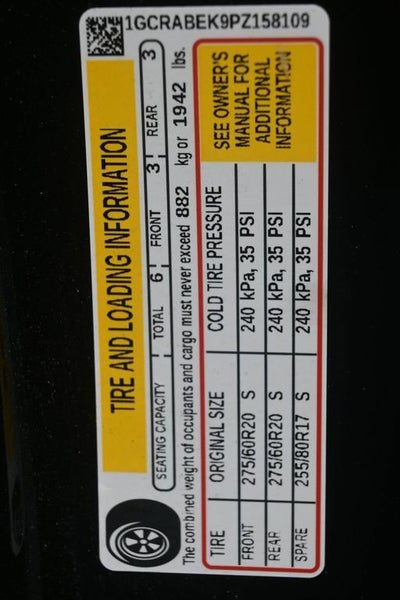 1GCRABEK9PZ158109
TIRE AND LOADING INFORMATION
SEATING CAPACITY TOTAL 6 FRONT 3 REAR 3
The combined weight of occupants and cargo must never exceed 882 kg or 1942 lbs.
TIRE ORIGINAL SIZE COLD TIRE PRESSURE
FRONT 275/60R20 S 240 kPa, 35 PSI
REAR 275/60R20 S 240 kPa, 35 PSI
SPARE 255/80R17 S 240 kPa, 35 PSI
SEE OWNER'S
MANUAL FOR
ADDITIONAL
INFORMATION